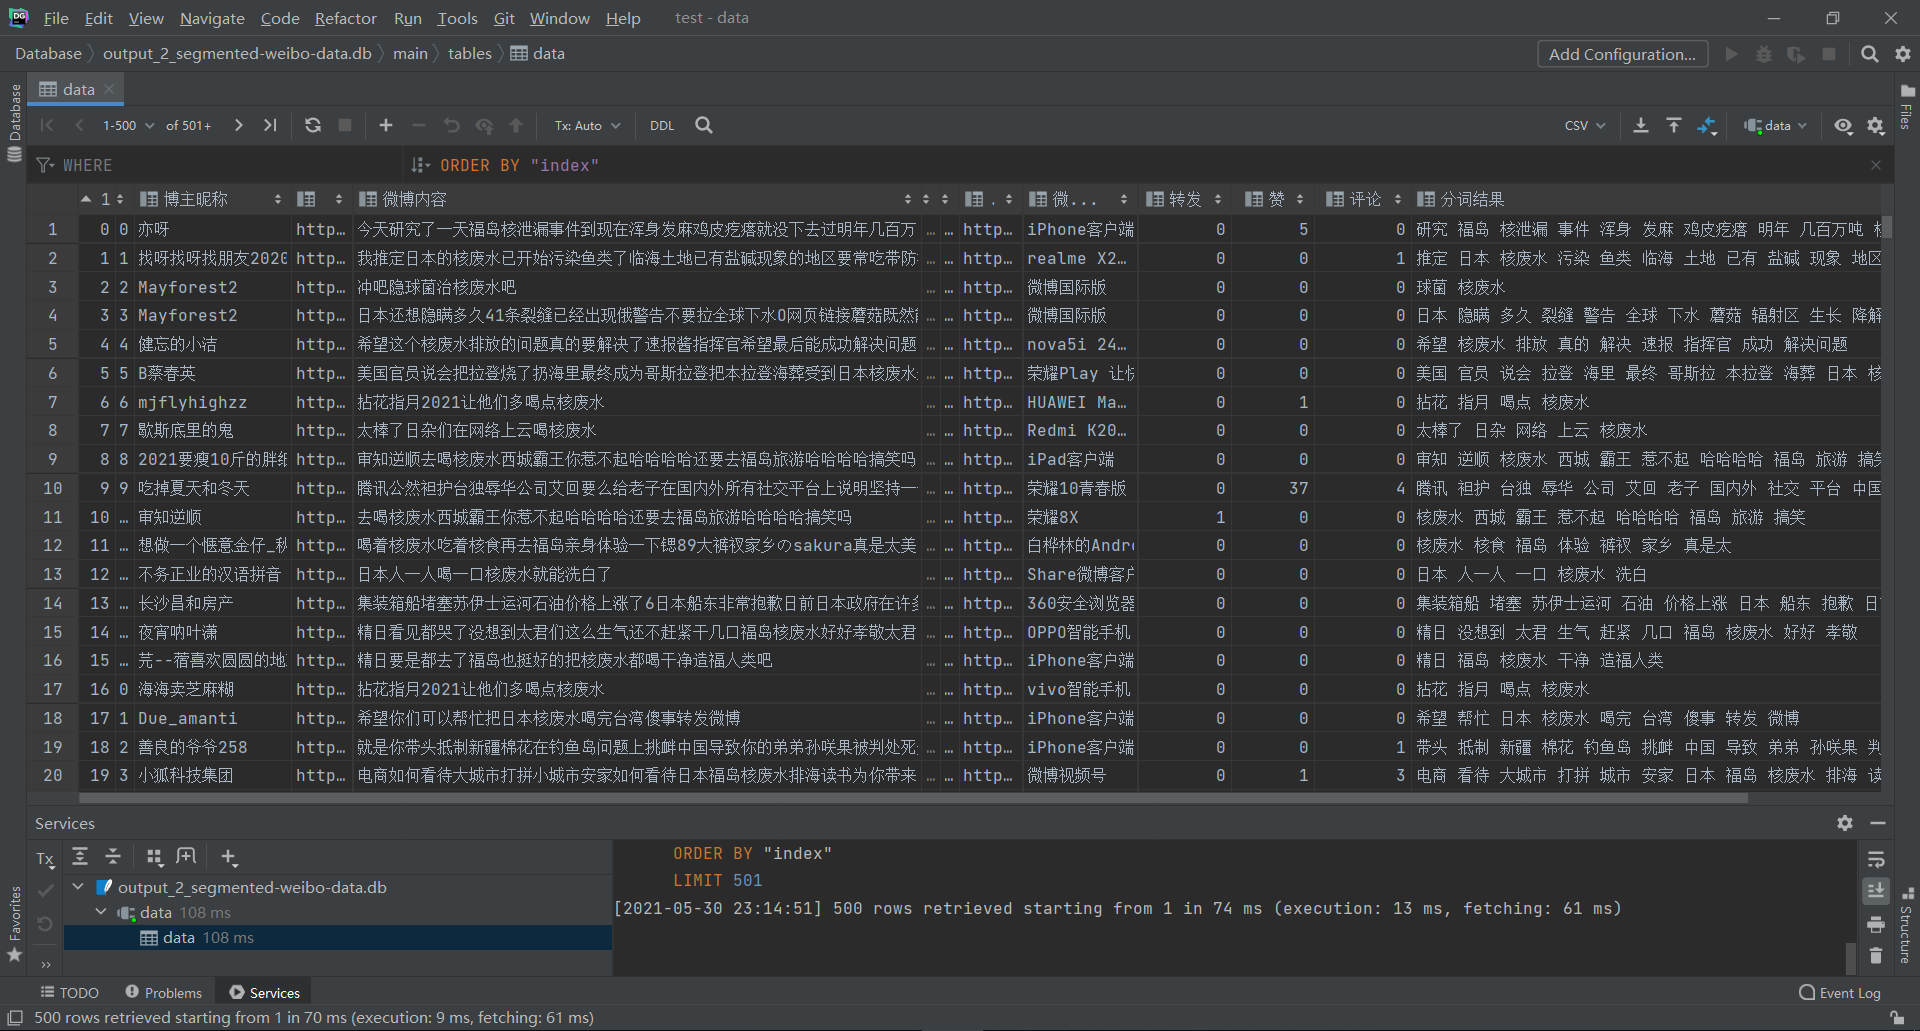 DG File Edit View Navigate Code Refactor Run Tools Git Window Help test - data
Database output_2_segmented-weibo-data.db main tables data Add Configuration...
data
1-500 of 501+ Tx: Auto DDL CSV data
WHERE ORDER BY "index"
1 博主昵称 微博内容 . 微... 转发 赞 评论 分词结果
1 0 0 亦呀 http... 今天研究了一天福岛核泄漏事件到现在浑身发麻鸡皮疙瘩就没下去过明年几百万 ... ... http... iPhone客户端 0 5 0 研究 福岛 核泄漏 事件 浑身 发麻 鸡皮疙瘩 明年 几百万吨
2 1 1 找呀找呀找朋友2020 http... 我推定日本的核废水已开始污染鱼类了临海土地已有盐碱现象的地区要常吃带防 ... ... http... realme X2... 0 0 1 推定 日本 核废水 污染 鱼类 临海 土地 已有 盐碱 现象 地区
3 2 2 Mayforest2 http... 冲吧隐球菌治核废水吧 ... ... http... 微博国际版 0 0 0 球菌 核废水
4 3 3 Mayforest2 http... 日本还想隐瞒多久41条裂缝已经出现俄警告不要拉全球下水O网页链接蘑菇既然 ... ... http... 微博国际版 0 0 0 日本 隐瞒 多久 裂缝 警告 全球 下水 蘑菇 辐射区 生长 降解
5 4 4 健忘的小洁 http... 希望这个核废水排放的问题真的要解决了速报酱指挥官希望最后能成功解决问题 ... ... http... nova5i 24... 0 0 0 希望 核废水 排放 真的 解决 速报 指挥官 成功 解决问题
6 5 5 B蔡春英 http... 美国官员说会把拉登烧了扔海里最终成为哥斯拉登把本拉登海葬受到日本核废水 ... ... http... 荣耀Play 让 0 0 0 美国 官员 说会 拉登 海里 最终 哥斯拉 本拉登 海葬 日本 核
7 6 6 mjflyhighzz http... 拈花指月2021让他们多喝点核废水 ... ... http... HUAWEI Ma... 0 1 0 拈花 指月 喝点 核废水
8 7 7 歇斯底里的鬼 http... 太棒了日杂们在网络上云喝核废水 ... ... http... Redmi K20... 0 0 0 太棒了 日杂 网络 上云 核废水
9 8 8 2021要瘦10斤的胖 http... 审知逆顺去喝核废水西城霸王你惹不起哈哈哈哈还要去福岛旅游哈哈哈哈搞笑吗 ... ... http... iPad客户端 0 0 0 审知 逆顺 核废水 西城 霸王 惹不起 哈哈哈哈 福岛 旅游 搞笑
10 9 9 吃掉夏天和冬天 http... 腾讯公然袒护台独辱华公司艾回要么给老子在国内外所有社交平台上说明坚持一 ... ... http... 荣耀10青春版 0 37 4 腾讯 袒护 台独 辱华 公司 艾回 老子 国内外 社交 平台 中国
11 10 ... 审知逆顺 http... 去喝核废水西城霸王你惹不起哈哈哈哈还要去福岛旅游哈哈哈哈搞笑吗 ... ... http... 荣耀8X 1 0 0 核废水 西城 霸王 惹不起 哈哈哈哈 福岛 旅游 搞笑
12 11 ... 想做一个惬意金仔_ http... 喝着核废水吃着核食再去福岛亲身体验一下锶89大裤衩家乡のsakura真是太美 ... ... http... 白桦林的Andr 0 0 0 核废水 核食 福岛 体验 裤衩 家乡 真是太
13 12 ... 不务正业的汉语拼音 http... 日本人一人喝一口核废水就能洗白了 ... ... http... Share微博客户 0 0 0 日本 人一人 一口 核废水 洗白
14 13 ... 长沙昌和房产 http... 集装箱船堵塞苏伊士运河石油价格上涨了6日本船东非常抱歉日前日本政府在许多 ... ... http... 360安全浏览器 0 0 0 集装箱船 堵塞 苏伊士运河 石油 价格上涨 日本 船东 抱歉 日
15 14 ... 夜宵呐叶潇 http... 精日看见都哭了没想到太君们这么生气还不赶紧干几口福岛核废水好好孝敬太君 ... ... http... OPPO智能手机 0 0 0 精日 没想到 太君 生气 赶紧 几口 福岛 核废水 好好 孝敬
16 15 ... 芫--蓿喜欢圆圆的地 http... 精日要是都去了福岛也挺好的把核废水都喝干净造福人类吧 ... ... http... iPhone客户端 0 0 0 精日 福岛 核废水 干净 造福人类
17 16 0 海海卖芝麻糊 http... 拈花指月2021让他们多喝点核废水 ... ... http... vivo智能手机 0 0 0 拈花 指月 喝点 核废水
18 17 1 Due_amanti http... 希望你们可以帮忙把日本核废水喝完台湾傻事转发微博 ... ... http... iPhone客户端 0 0 0 希望 帮忙 日本 核废水 喝完 台湾 傻事 转发 微博
19 18 2 善良的爷爷258 http... 就是你带头抵制新疆棉花在钓鱼岛问题上挑衅中国导致你的弟弟孙咲果被判处死 ... ... http... iPhone客户端 0 0 1 带头 抵制 新疆 棉花 钓鱼岛 挑衅 中国 导致 弟弟 孙咲果 判
20 19 3 小狐科技集团 http... 电商如何看待大城市打拼小城市安家如何看待日本福岛核废水排海读书为你带来 ... ... http... 微博视频号 0 1 3 电商 看待 大城市 打拼 城市 安家 日本 福岛 核废水 排海 读
Services
Tx
output_2_segmented-weibo-data.db
data 108 ms
data 108 ms
ORDER BY "index"
LIMIT 501
[2021-05-30 23:14:51] 500 rows retrieved starting from 1 in 74 ms (execution: 13 ms, fetching: 61 ms)
TODO Problems Services Event Log
500 rows retrieved starting from 1 in 70 ms (execution: 9 ms, fetching: 61 ms)
Database
Favorites
Files
Structure